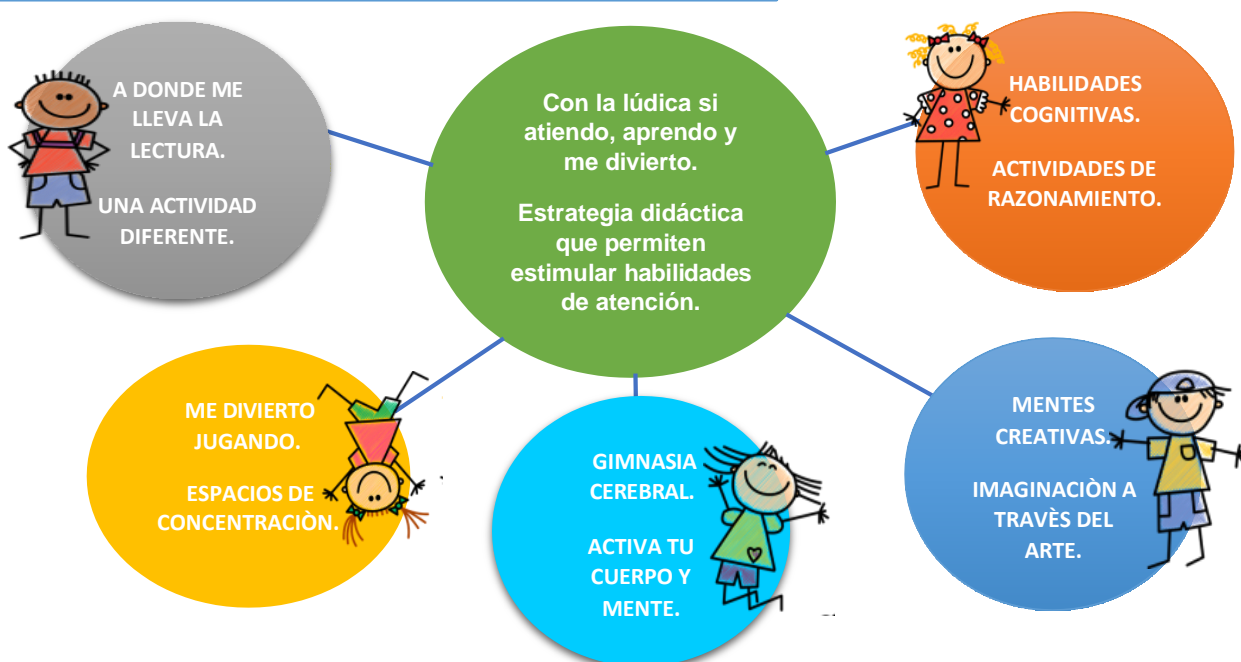 A DONDE ME
LLEVA LA
LECTURA.
UNA ACTIVIDAD
DIFERENTE.
Con la lúdica si
atiendo, aprendo y
me divierto.
Estrategia didáctica
que permiten
estimular habilidades
de atención.
HABILIDADES
COGNITIVAS.
ACTIVIDADES DE
RAZONAMIENTO.
ME DIVIERTO
JUGANDO.
ESPACIOS DE
CONCENTRACIÒN.
GIMNASIA
CEREBRAL.
ACTIVA TU
CUERPO Y
MENTE.
MENTES
CREATIVAS.
IMAGINACIÒN A
TRAVÈS DEL
ARTE.